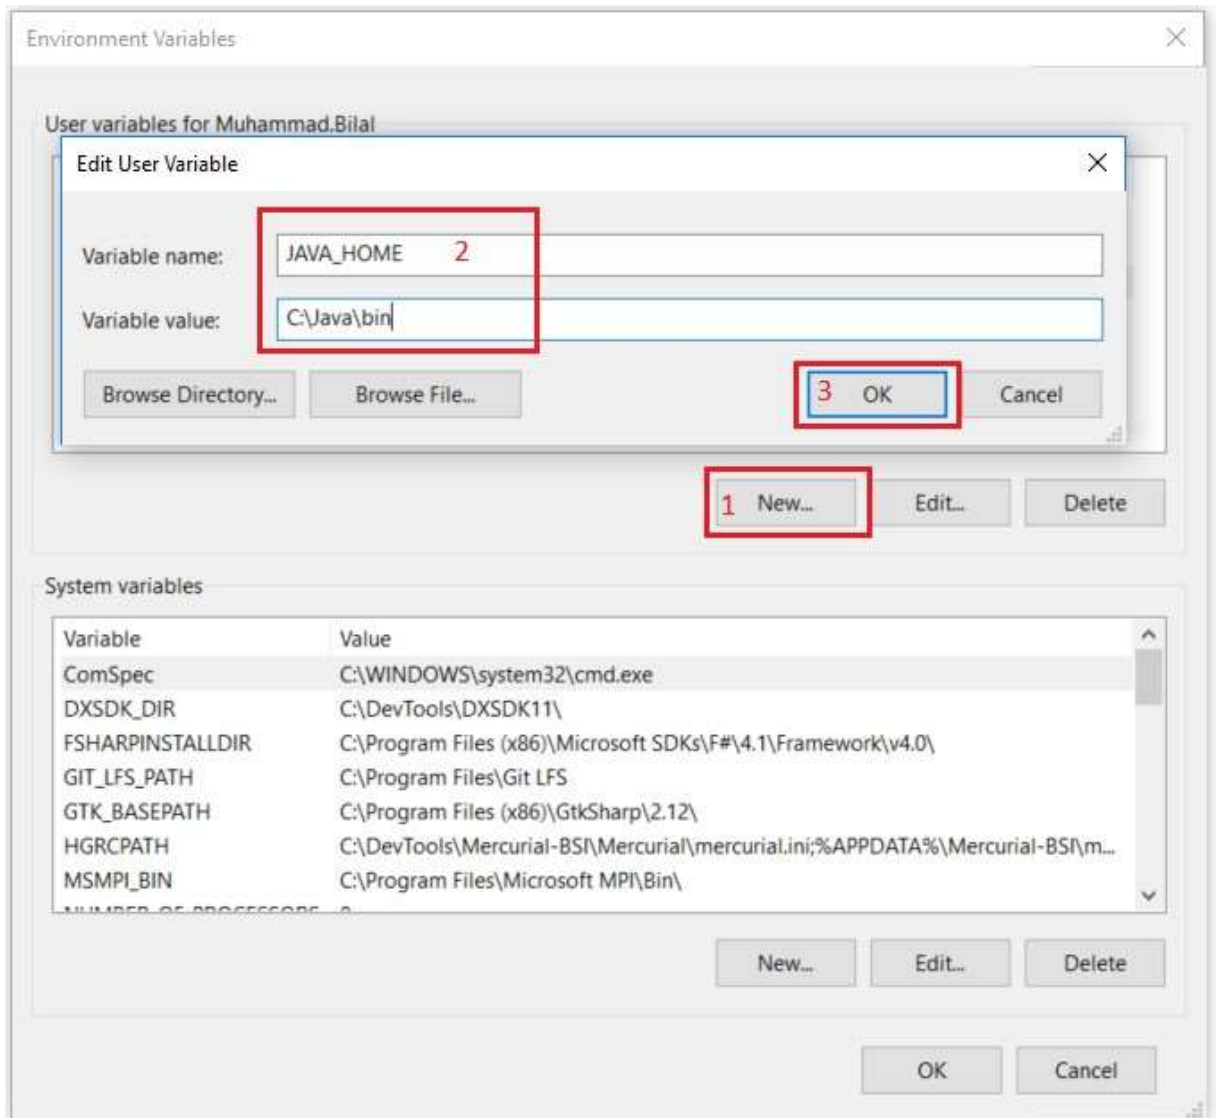 Environment Variables
User variables for Muhammad.Bilal
Edit User Variable
Variable name: JAVA_HOME 2
Variable value: C:\Java\bin
Browse Directory... Browse File... 3 OK Cancel
1 New... Edit... Delete
System variables
Variable Value
ComSpec C:\WINDOWS\system32\cmd.exe
DXSDK_DIR C:\DevTools\DXSDK11\
FSHARPINSTALLDIR C:\Program Files (x86)\Microsoft SDKs\F#\4.1\Framework\v4.0\
GIT_LFS_PATH C:\Program Files\Git LFS
GTK_BASEPATH C:\Program Files (x86)\GtkSharp\2.12\
HGRCPATH C:\DevTools\Mercurial-BSI\Mercurial\mercurial.ini;%APPDATA%\Mercurial-BSI\m...
MSMPI_BIN C:\Program Files\Microsoft MPI\Bin\
NUMBER_OF_PROCESSORS
New... Edit... Delete
OK Cancel